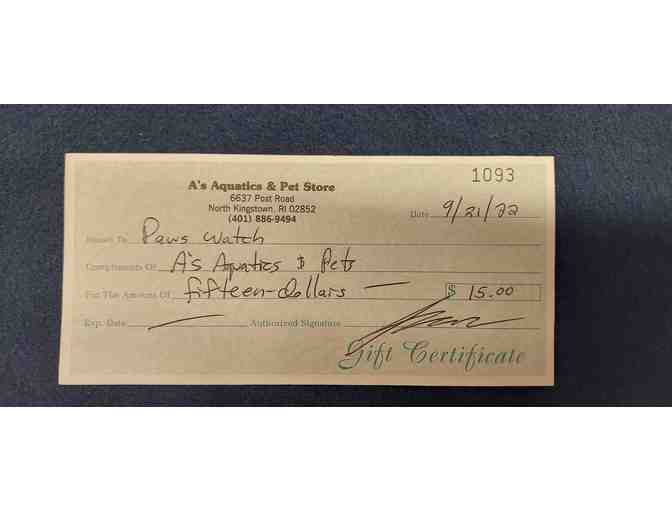 1093
A's Aquatics & Pet Store
6637 Post Road
North Kingstown, RI 02852
(401) 886-9494
Date 9/21/22
Issued To Paws Watch
Compliments Of A's Aquatics & Pets
For The Amount Of fifteen-dollars — $ 15.00
Exp. Date — Authorized Signature
Gift Certificate